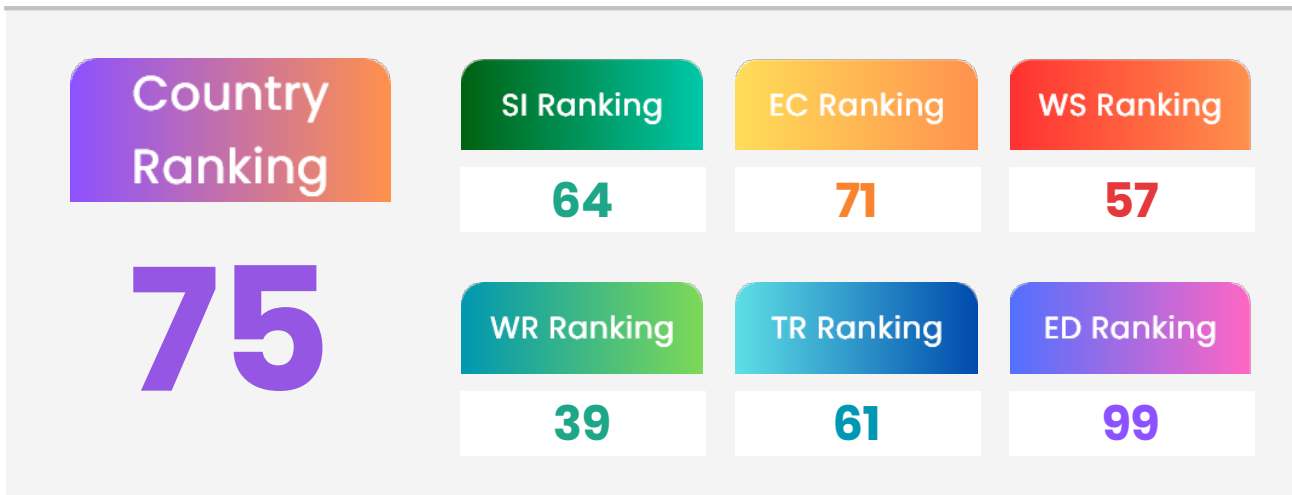 Country
Ranking
75
SI Ranking
64
EC Ranking
71
WS Ranking
57
WR Ranking
39
TR Ranking
61
ED Ranking
99